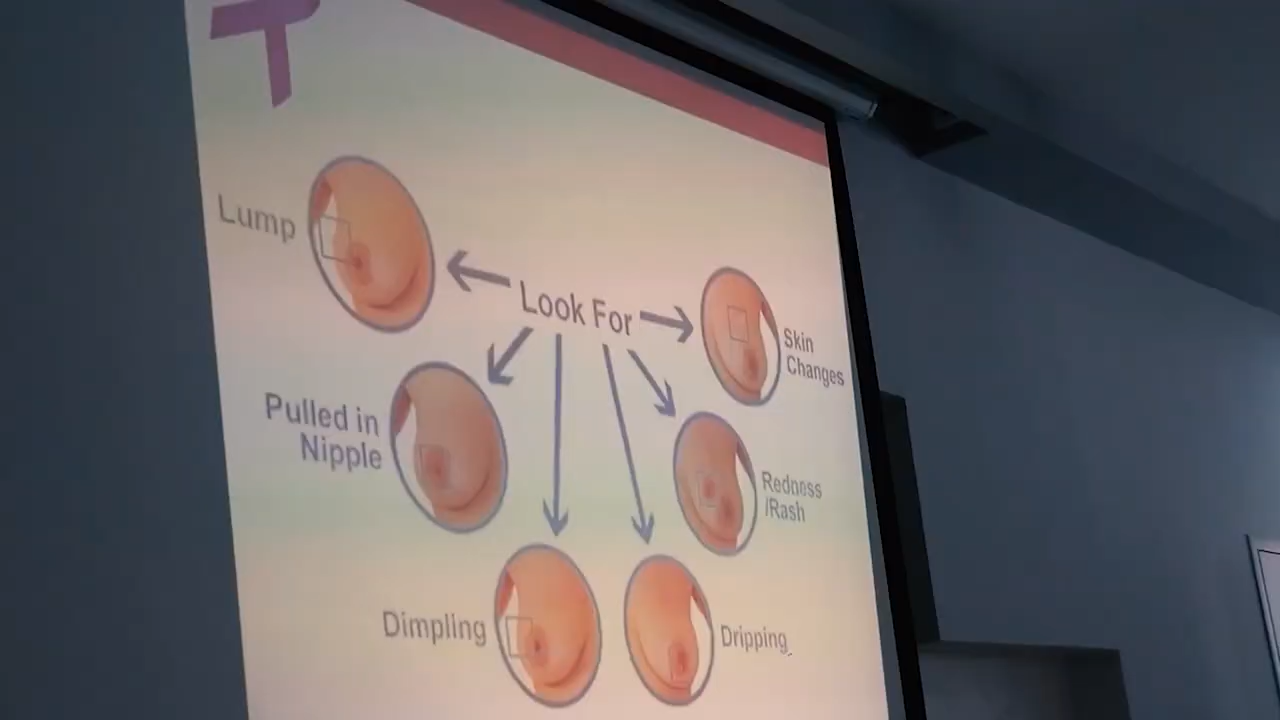 Lump
Look For
Skin
Changes
Pulled in
Nipple
Redness
/Rash
Dimpling
Dripping